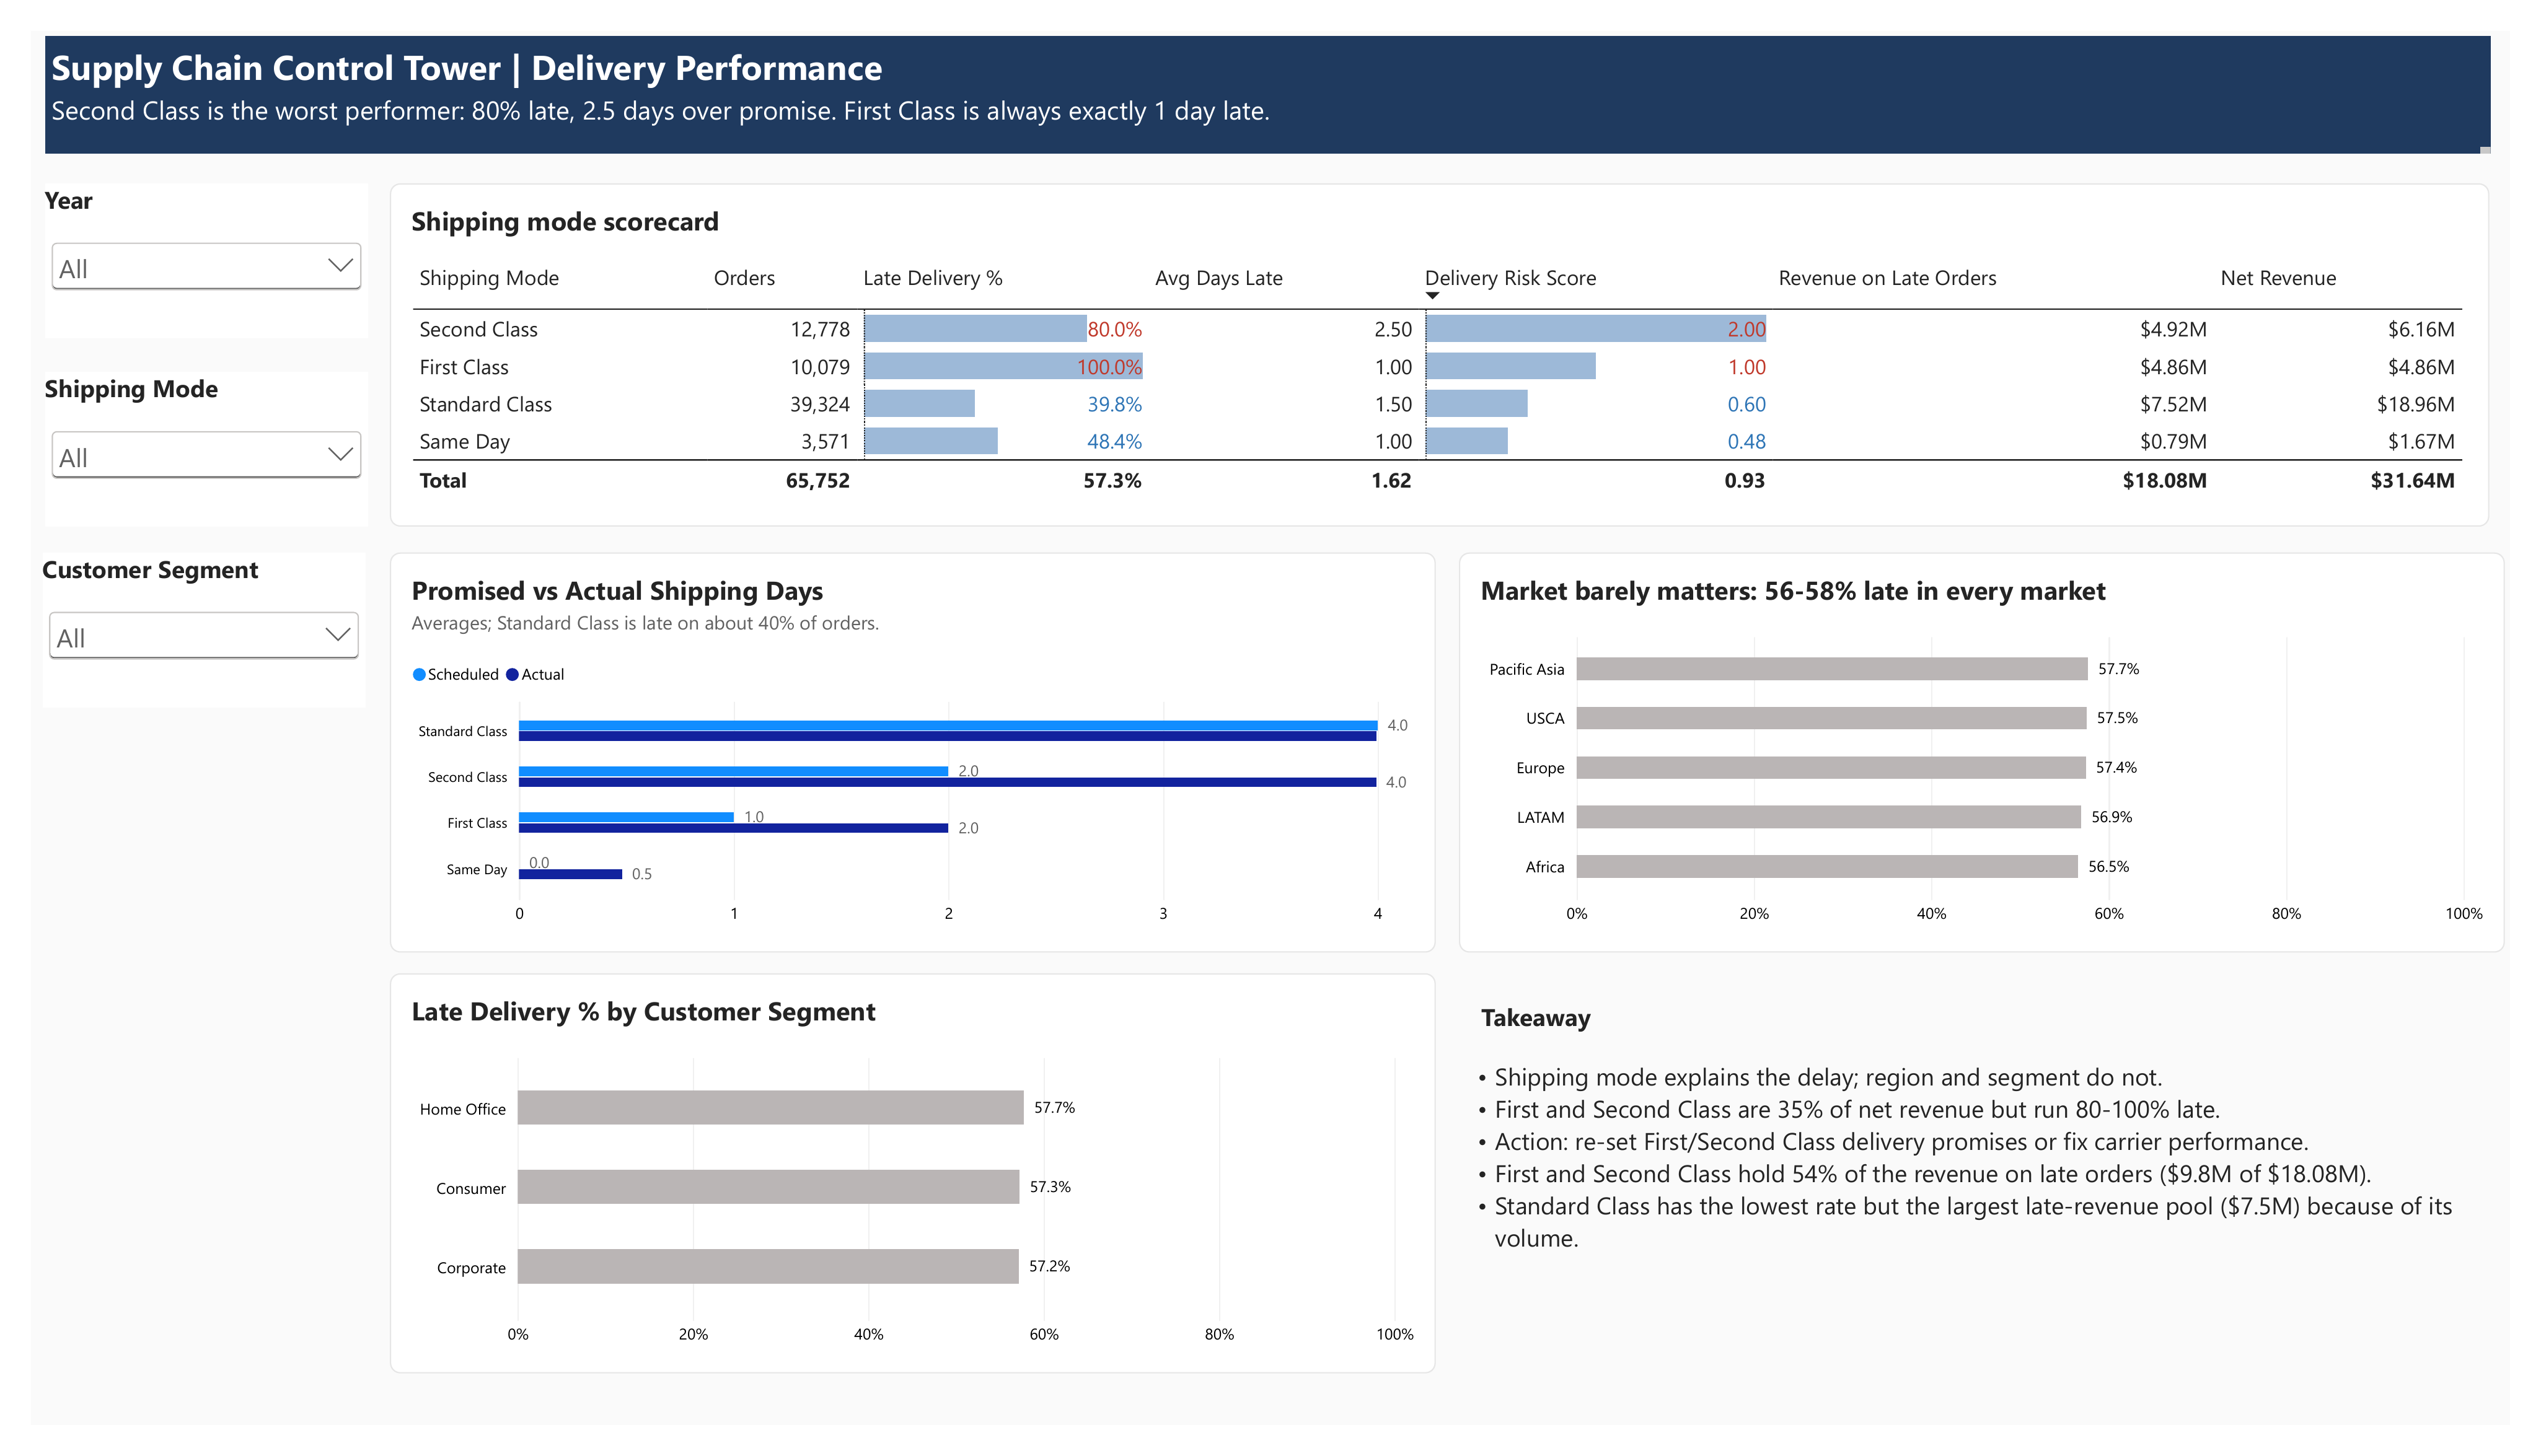 Supply Chain Control Tower | Delivery Performance
Second Class is the worst performer: 80% late, 2.5 days over promise. First Class is always exactly 1 day late.
Year
All
Shipping Mode
All
Customer Segment
All
Shipping mode scorecard
Shipping Mode Orders Late Delivery % Avg Days Late Delivery Risk Score Revenue on Late Orders Net Revenue
Second Class 12,778 80.0% 2.50 2.00 $4.92M $6.16M
First Class 10,079 100.0% 1.00 1.00 $4.86M $4.86M
Standard Class 39,324 39.8% 1.50 0.60 $7.52M $18.96M
Same Day 3,571 48.4% 1.00 0.48 $0.79M $1.67M
Total 65,752 57.3% 1.62 0.93 $18.08M $31.64M
Promised vs Actual Shipping Days
Averages; Standard Class is late on about 40% of orders.
Scheduled Actual
Standard Class 4.0
Second Class 2.0
4.0
First Class 1.0
2.0
Same Day 0.0
0.5
0 1 2 3 4
Market barely matters: 56-58% late in every market
Pacific Asia 57.7%
USCA 57.5%
Europe 57.4%
LATAM 56.9%
Africa 56.5%
0% 20% 40% 60% 80% 100%
Late Delivery % by Customer Segment
Home Office 57.7%
Consumer 57.3%
Corporate 57.2%
0% 20% 40% 60% 80% 100%
Takeaway
• Shipping mode explains the delay; region and segment do not.
• First and Second Class are 35% of net revenue but run 80-100% late.
• Action: re-set First/Second Class delivery promises or fix carrier performance.
• First and Second Class hold 54% of the revenue on late orders ($9.8M of $18.08M).
• Standard Class has the lowest rate but the largest late-revenue pool ($7.5M) because of its
volume.